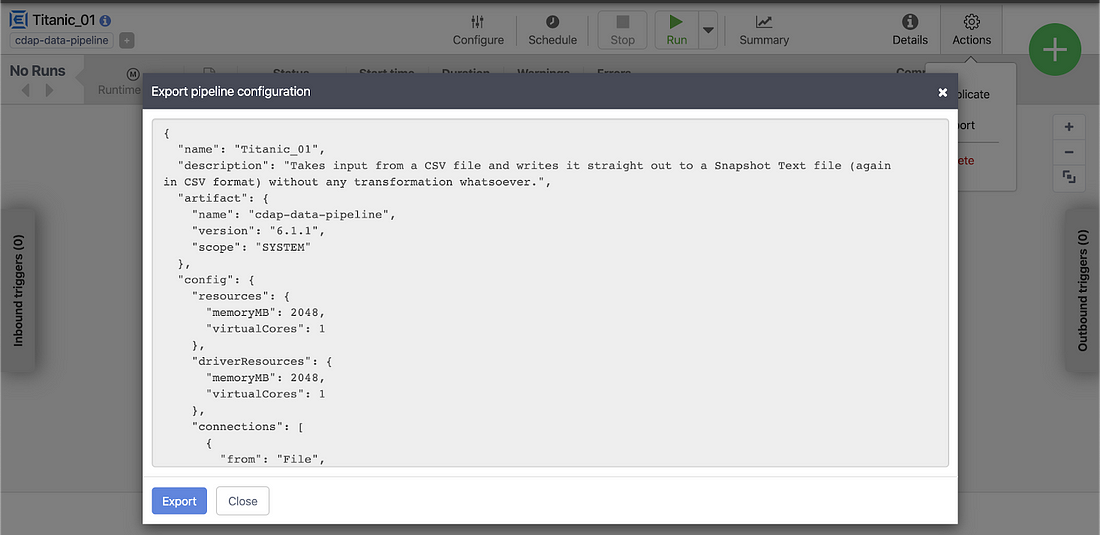 Titanic_01
cdap-data-pipeline
Configure
Schedule
Stop
Run
Summary
Details
Actions
No Runs
Runtime
Status
Start time
Duration
Warnings
Errors
Export pipeline configuration
{
"name": "Titanic_01",
"description": "Takes input from a CSV file and writes it straight out to a Snapshot Text file (again
in CSV format) without any transformation whatsoever.",
"artifact": {
"name": "cdap-data-pipeline",
"version": "6.1.1",
"scope": "SYSTEM"
},
"config": {
"resources": {
"memoryMB": 2048,
"virtualCores": 1
},
"driverResources": {
"memoryMB": 2048,
"virtualCores": 1
},
"connections": [
{
"from": "File",
Export
Close
Inbound triggers (0)
Outbound triggers (0)